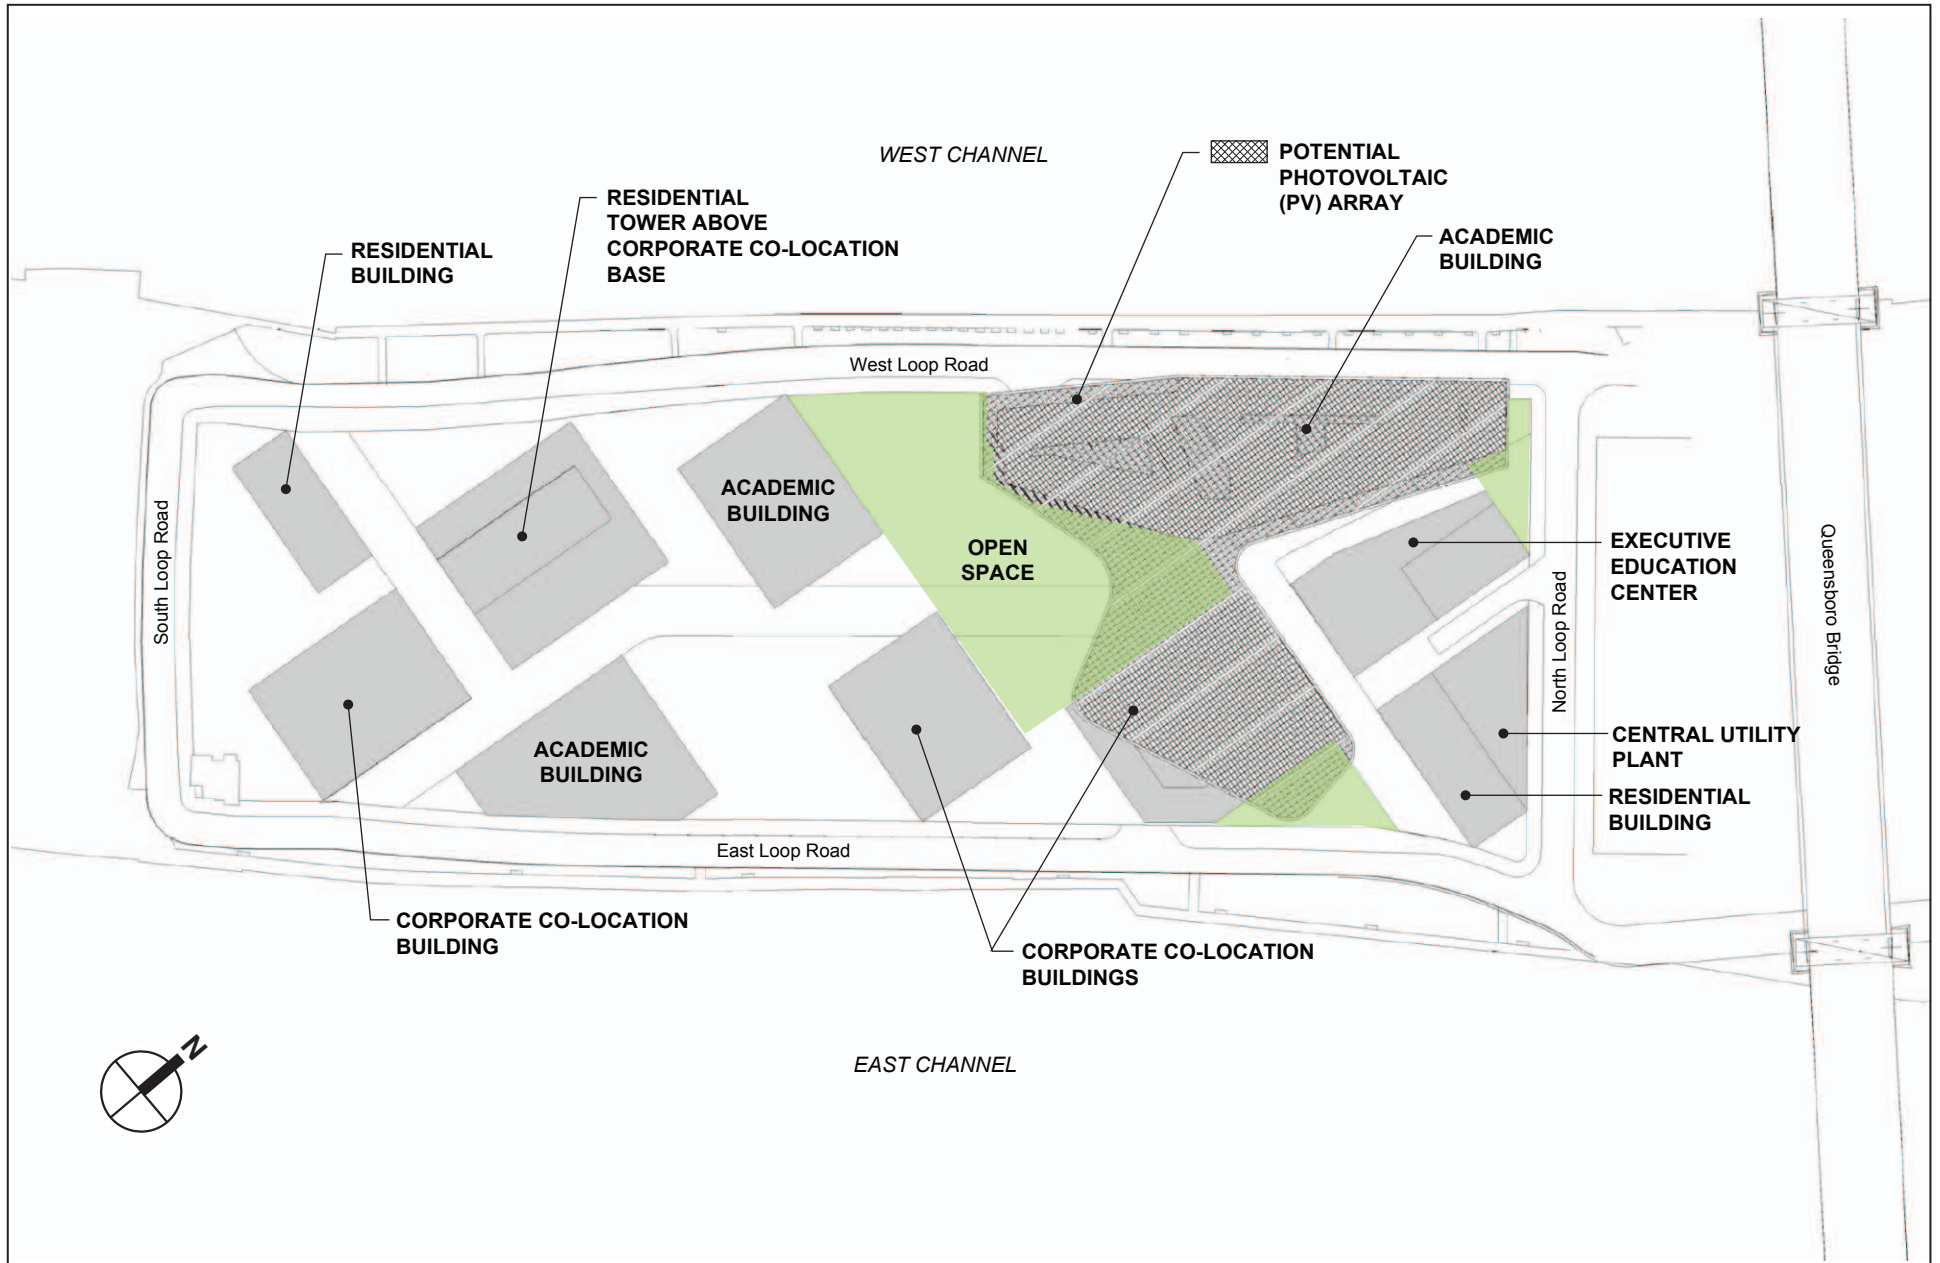 WEST CHANNEL
POTENTIAL
PHOTOVOLTAIC
(PV) ARRAY
RESIDENTIAL
TOWER ABOVE
CORPORATE CO-LOCATION
BASE
ACADEMIC
BUILDING
RESIDENTIAL
BUILDING
West Loop Road
ACADEMIC
BUILDING
OPEN
SPACE
EXECUTIVE
EDUCATION
CENTER
South Loop Road
North Loop Road
Queensboro Bridge
ACADEMIC
BUILDING
CENTRAL UTILITY
PLANT
RESIDENTIAL
BUILDING
East Loop Road
CORPORATE CO-LOCATION
BUILDING
CORPORATE CO-LOCATION
BUILDINGS
N
EAST CHANNEL